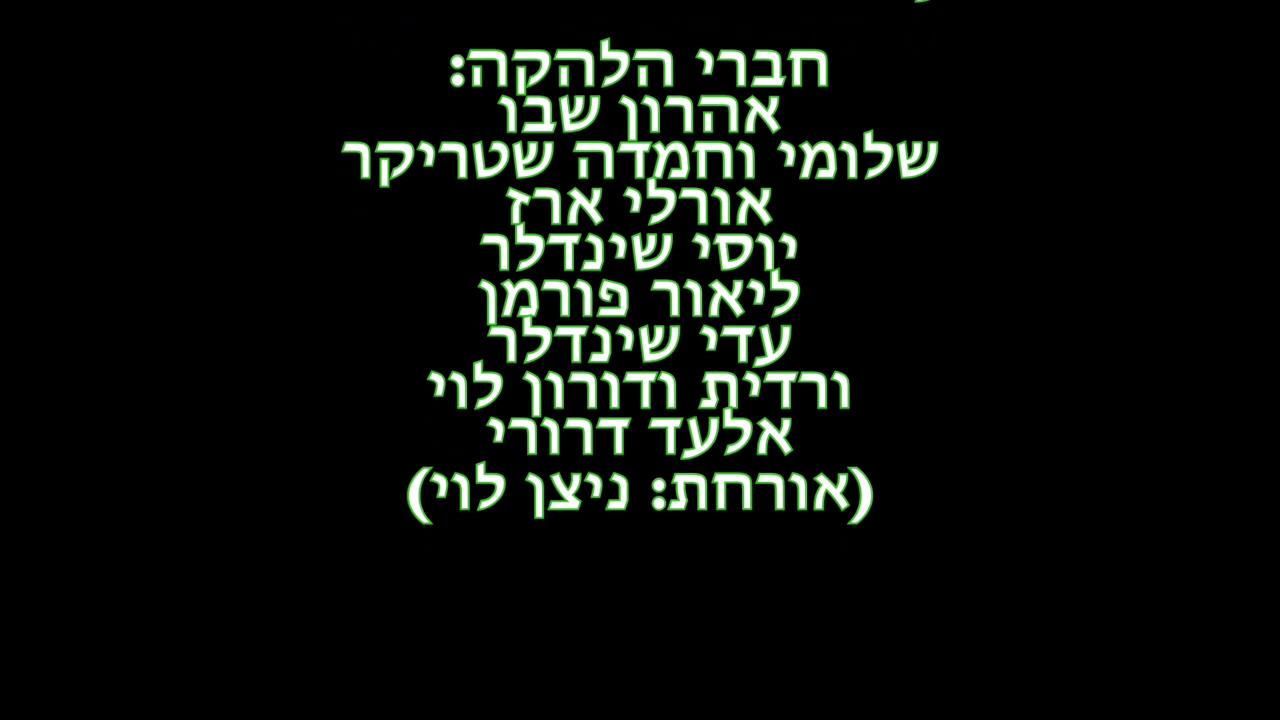 חברי הלהקה:
אהרון שבו
שלומי וחמדה שטריקר
אורלי ארז
יוסי שינדלר
ליאור פורמן
עדי שינדלר
ורדית ודורון לוי
אלעד דרורי
(אורחת: ניצן לוי)